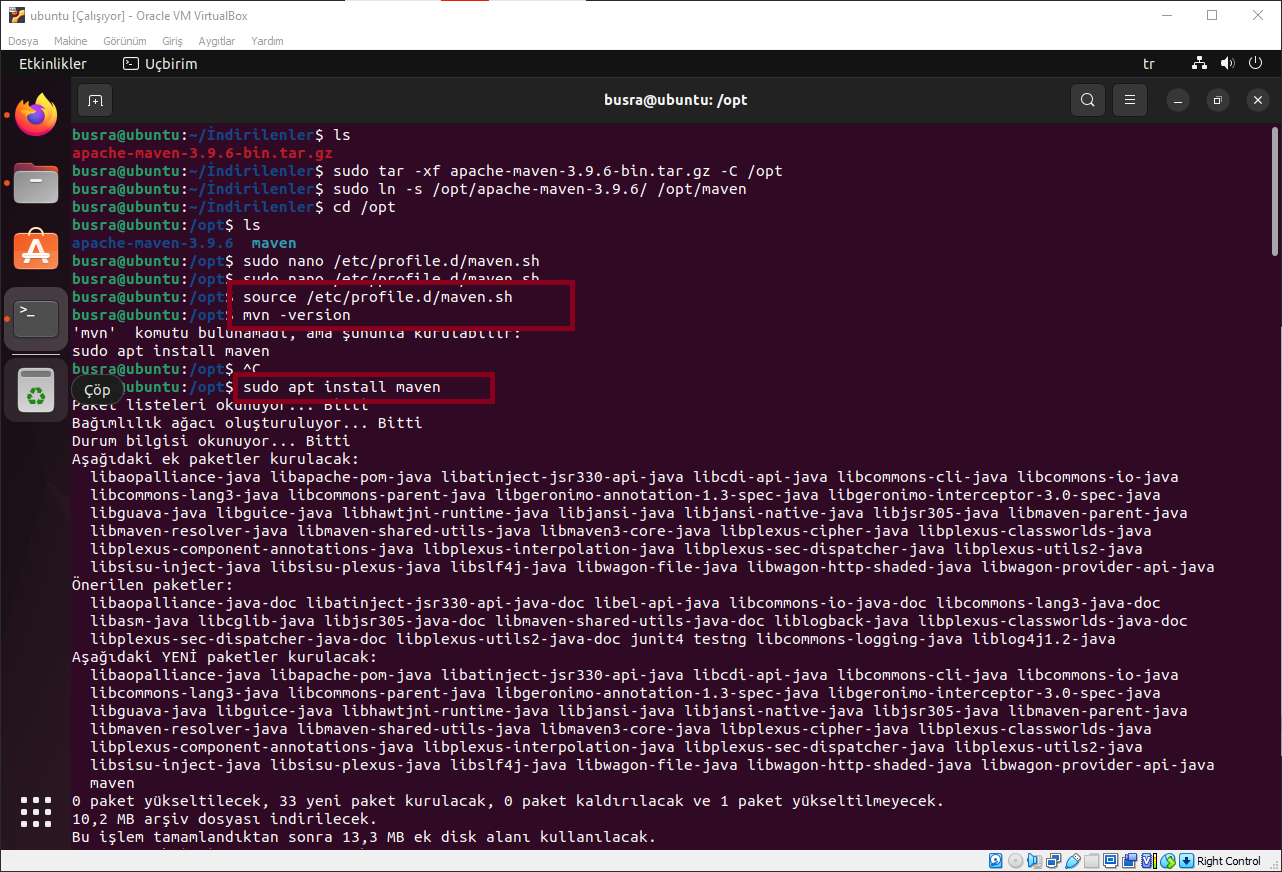 ubuntu [Çalışıyor] - Oracle VM VirtualBox
Dosya Makine Görünüm Giriş Aygıtlar Yardım
Etkinlikler Uçbirim tr
busra@ubuntu: /opt
busra@ubuntu:~/İndirilenler$ ls
apache-maven-3.9.6-bin.tar.gz
busra@ubuntu:~/İndirilenler$ sudo tar -xf apache-maven-3.9.6-bin.tar.gz -C /opt
busra@ubuntu:~/İndirilenler$ sudo ln -s /opt/apache-maven-3.9.6/ /opt/maven
busra@ubuntu:~/İndirilenler$ cd /opt
busra@ubuntu:/opt$ ls
apache-maven-3.9.6  maven
busra@ubuntu:/opt$ sudo nano /etc/profile.d/maven.sh
busra@ubuntu:/opt$ sudo nano /etc/profile.d/maven.sh
busra@ubuntu:/opt$ source /etc/profile.d/maven.sh
busra@ubuntu:/opt$ mvn -version
'mvn'  komutu bulunamadı, ama şununla kurulabilir:
sudo apt install maven
busra@ubuntu:/opt$ ^C
Çöp
busra@ubuntu:/opt$ sudo apt install maven
Paket listeleri okunuyor... Bitti
Bağımlılık ağacı oluşturuluyor... Bitti
Durum bilgisi okunuyor... Bitti
Aşağıdaki ek paketler kurulacak:
libaopalliance-java libapache-pom-java libatinject-jsr330-api-java libcdi-api-java libcommons-cli-java libcommons-io-java
libcommons-lang3-java libcommons-parent-java libgeronimo-annotation-1.3-spec-java libgeronimo-interceptor-3.0-spec-java
libguava-java libguice-java libhawtjni-runtime-java libjansi-java libjansi-native-java libjsr305-java libmaven-parent-java
libmaven-resolver-java libmaven-shared-utils-java libmaven3-core-java libplexus-cipher-java libplexus-classworlds-java
libplexus-component-annotations-java libplexus-interpolation-java libplexus-sec-dispatcher-java libplexus-utils2-java
libsisu-inject-java libsisu-plexus-java libslf4j-java libwagon-file-java libwagon-http-shaded-java libwagon-provider-api-java
Önerilen paketler:
libaopalliance-java-doc libatinject-jsr330-api-java-doc libel-api-java libcommons-io-java-doc libcommons-lang3-java-doc
libasm-java libcglib-java libjsr305-java-doc libmaven-shared-utils-java-doc liblogback-java libplexus-classworlds-java-doc
libplexus-sec-dispatcher-java-doc libplexus-utils2-java-doc junit4 testng libcommons-logging-java liblog4j1.2-java
Aşağıdaki YENİ paketler kurulacak:
libaopalliance-java libapache-pom-java libatinject-jsr330-api-java libcdi-api-java libcommons-cli-java libcommons-io-java
libcommons-lang3-java libcommons-parent-java libgeronimo-annotation-1.3-spec-java libgeronimo-interceptor-3.0-spec-java
libguava-java libguice-java libhawtjni-runtime-java libjansi-java libjansi-native-java libjsr305-java libmaven-parent-java
libmaven-resolver-java libmaven-shared-utils-java libmaven3-core-java libplexus-cipher-java libplexus-classworlds-java
libplexus-component-annotations-java libplexus-interpolation-java libplexus-sec-dispatcher-java libplexus-utils2-java
libsisu-inject-java libsisu-plexus-java libslf4j-java libwagon-file-java libwagon-http-shaded-java libwagon-provider-api-java
maven
0 paket yükseltilecek, 33 yeni paket kurulacak, 0 paket kaldırılacak ve 1 paket yükseltilmeyecek.
10,2 MB arşiv dosyası indirilecek.
Bu işlem tamamlandıktan sonra 13,3 MB ek disk alanı kullanılacak.
Right Control